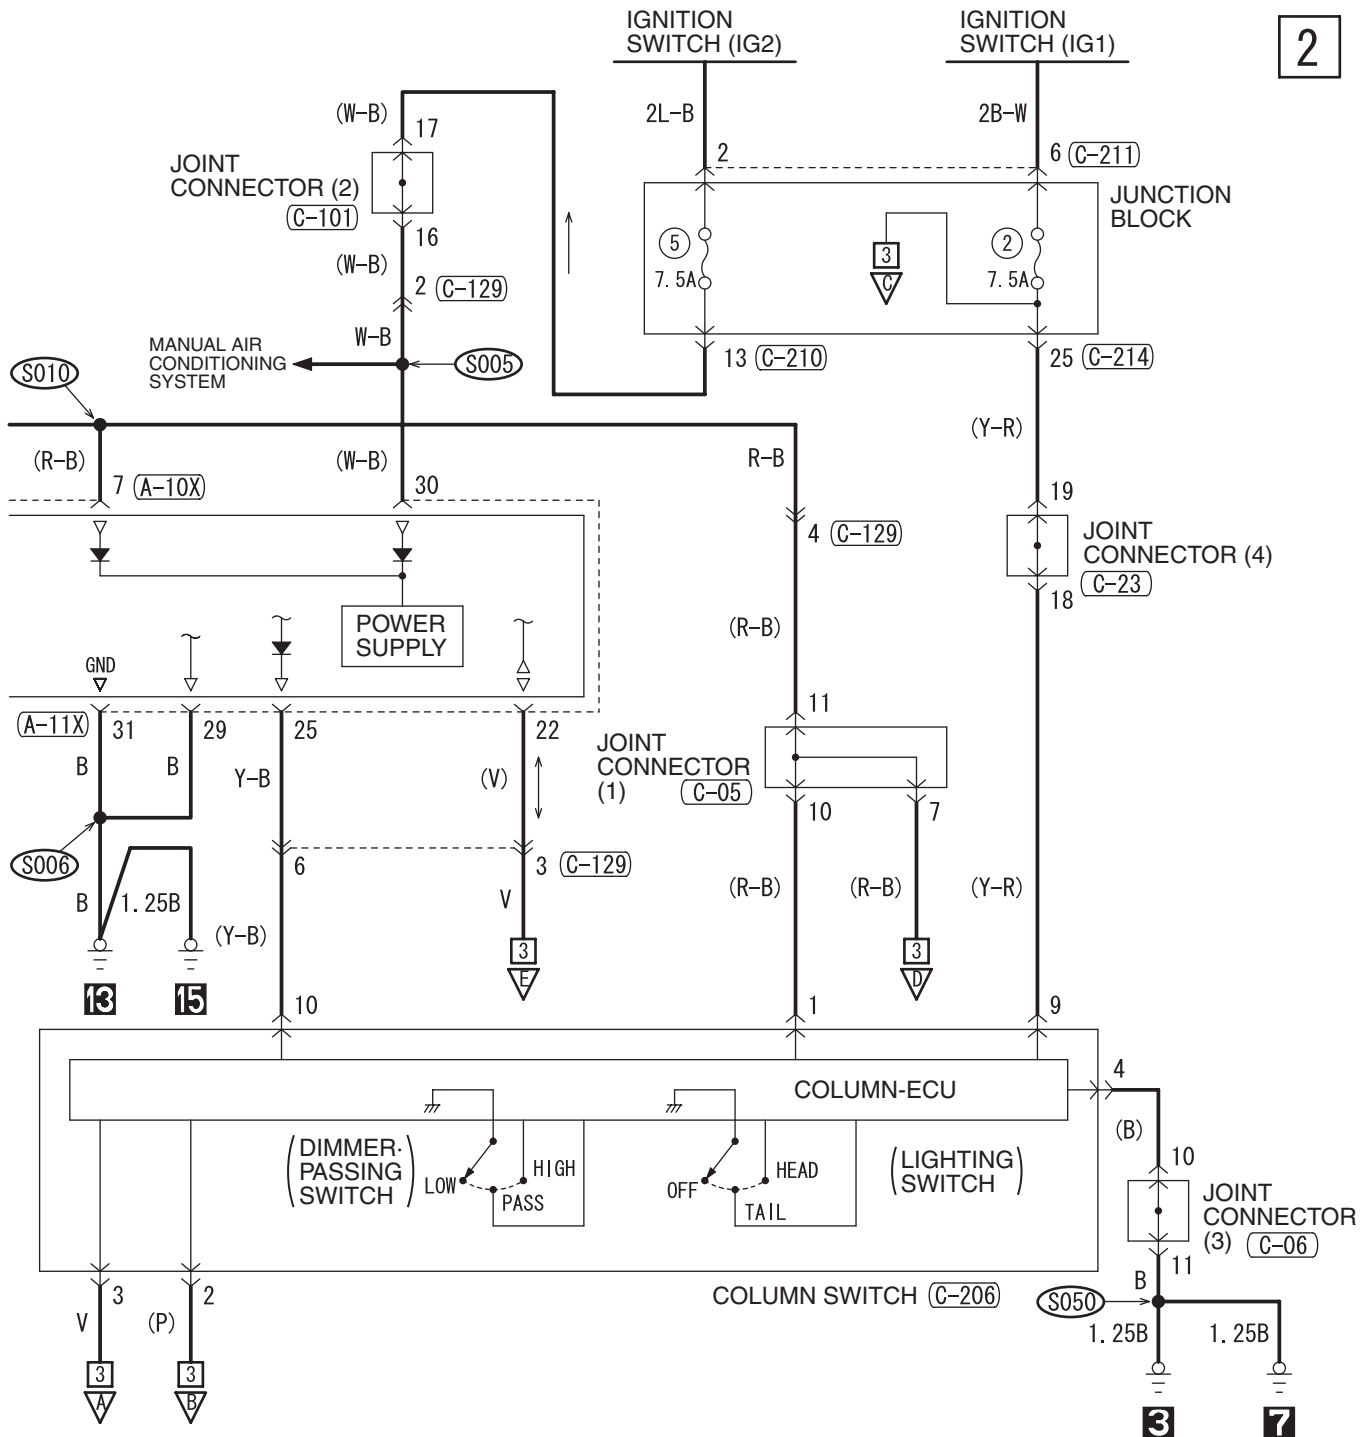 IGNITION
SWITCH (IG2)
IGNITION
SWITCH (IG1)
2
(W-B)
17
2L-B
2B-W
JOINT
CONNECTOR (2)
C-101
2
6 C-211
JUNCTION
BLOCK
16
(W-B)
5
7.5A
3
C
2
7.5A
2 C-129
W-B
MANUAL AIR
CONDITIONING
SYSTEM
S005
13 C-210
25 C-214
S010
(R-B)
(W-B)
R-B
(Y-R)
7 A-10X
30
19
4 C-129
JOINT
CONNECTOR (4)
C-23
18
POWER
SUPPLY
(R-B)
GND
A-11X
31
29
25
22
11
B
B
Y-B
(V)
JOINT
CONNECTOR
(1)
C-05
10
7
S006
6
3 C-129
B
1.25B
(Y-B)
V
(R-B)
(R-B)
(Y-R)
3
E
3
D
13
15
10
1
9
COLUMN-ECU
4
(B)
(DIMMER·
PASSING
SWITCH)
LOW
HIGH
PASS
OFF
HEAD
TAIL
(LIGHTING
SWITCH)
10
JOINT
CONNECTOR
(3) C-06
11
3
2
COLUMN SWITCH C-206
B
S050
V
(P)
1.25B
1.25B
3
A
3
B
3
7